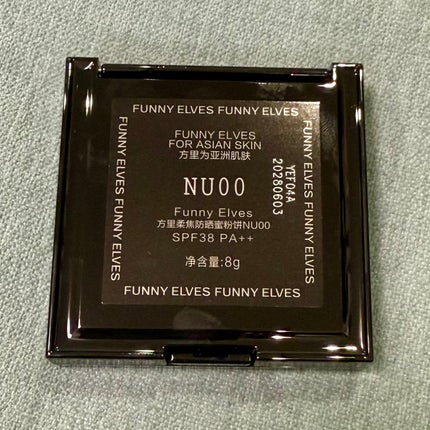 FUNNY ELVES FUNNY ELVES
FUNNY ELVES
FOR ASIAN SKIN
方里为亚洲肌肤
NU00
Funny Elves
方里柔焦防晒蜜粉饼NU00
SPF38 PA++
净含量:8g
FUNNY ELVES FUNNY ELVES
FUNNY ELVES FUNNY ELVES
FUNNY ELVES FUNNY ELVES
YEF04A
20280603